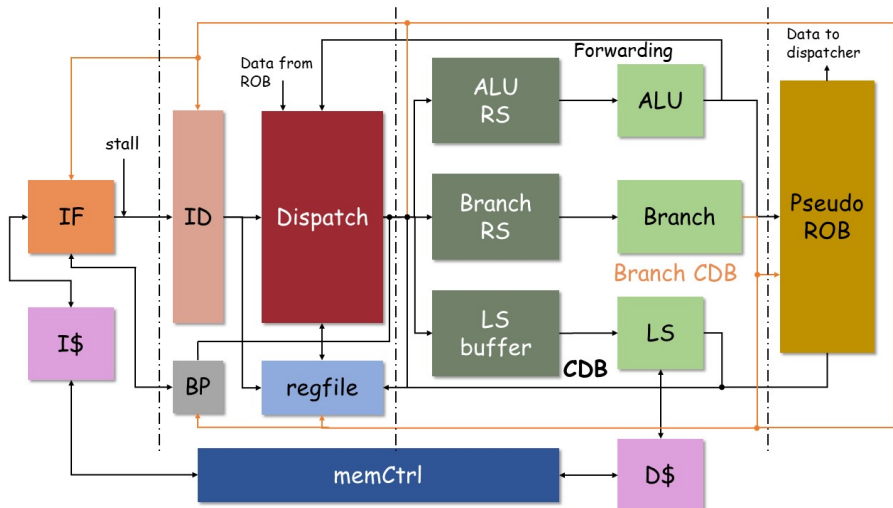 Data to
dispatcher
Data from
ROB
Forwarding
ALU
RS
ALU
stall
IF
ID
Dispatch
Branch
RS
Branch
Pseudo
ROB
Branch CDB
I$
LS
buffer
LS
CDB
BP
regfile
memCtrl
D$